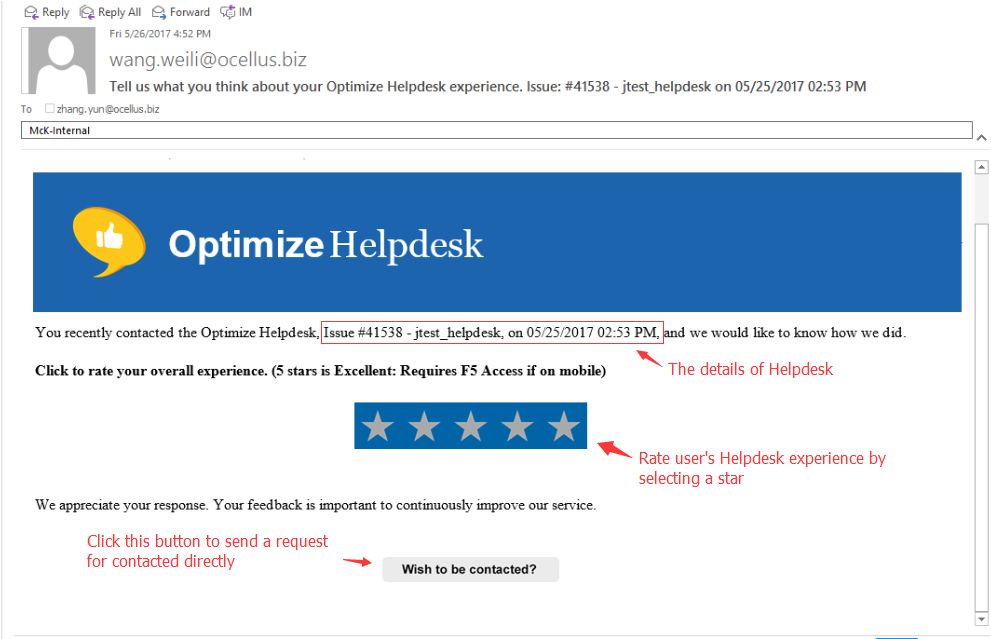 Reply Reply All Forward IM
Fri 5/26/2017 4:52 PM
wang.weili@ocellus.biz
Tell us what you think about your Optimize Helpdesk experience. Issue: #41538 - jtest_helpdesk on 05/25/2017 02:53 PM
To zhang.yun@ocellus.biz
McK-Internal
Optimize Helpdesk
You recently contacted the Optimize Helpdesk, Issue #41538 - jtest_helpdesk, on 05/25/2017 02:53 PM, and we would like to know how we did.
The details of Helpdesk
Click to rate your overall experience. (5 stars is Excellent: Requires F5 Access if on mobile)
Rate user's Helpdesk experience by
selecting a star
We appreciate your response. Your feedback is important to continuously improve our service.
Click this button to send a request
for contacted directly
Wish to be contacted?